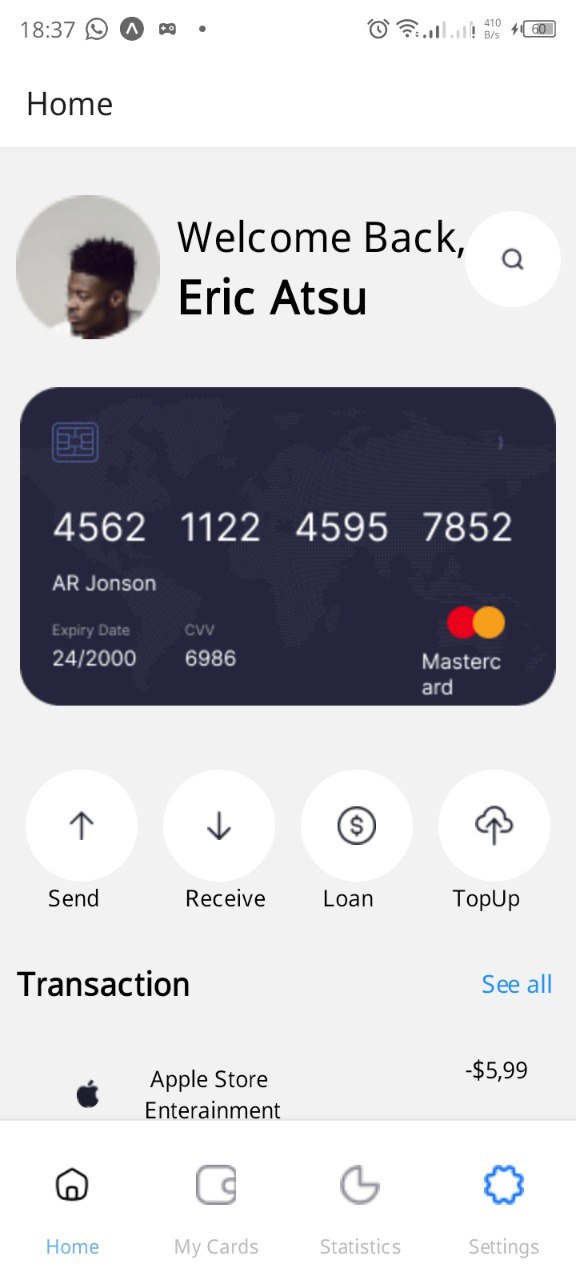 18:37
410
B/s
60
Home
Welcome Back,
Eric Atsu
4562 1122 4595 7852
AR Jonson
Expiry Date CVV
24/2000 6986
Masterc
ard
Send Receive Loan TopUp
Transaction See all
Apple Store -$5,99
Enterainment
Home My Cards Statistics Settings